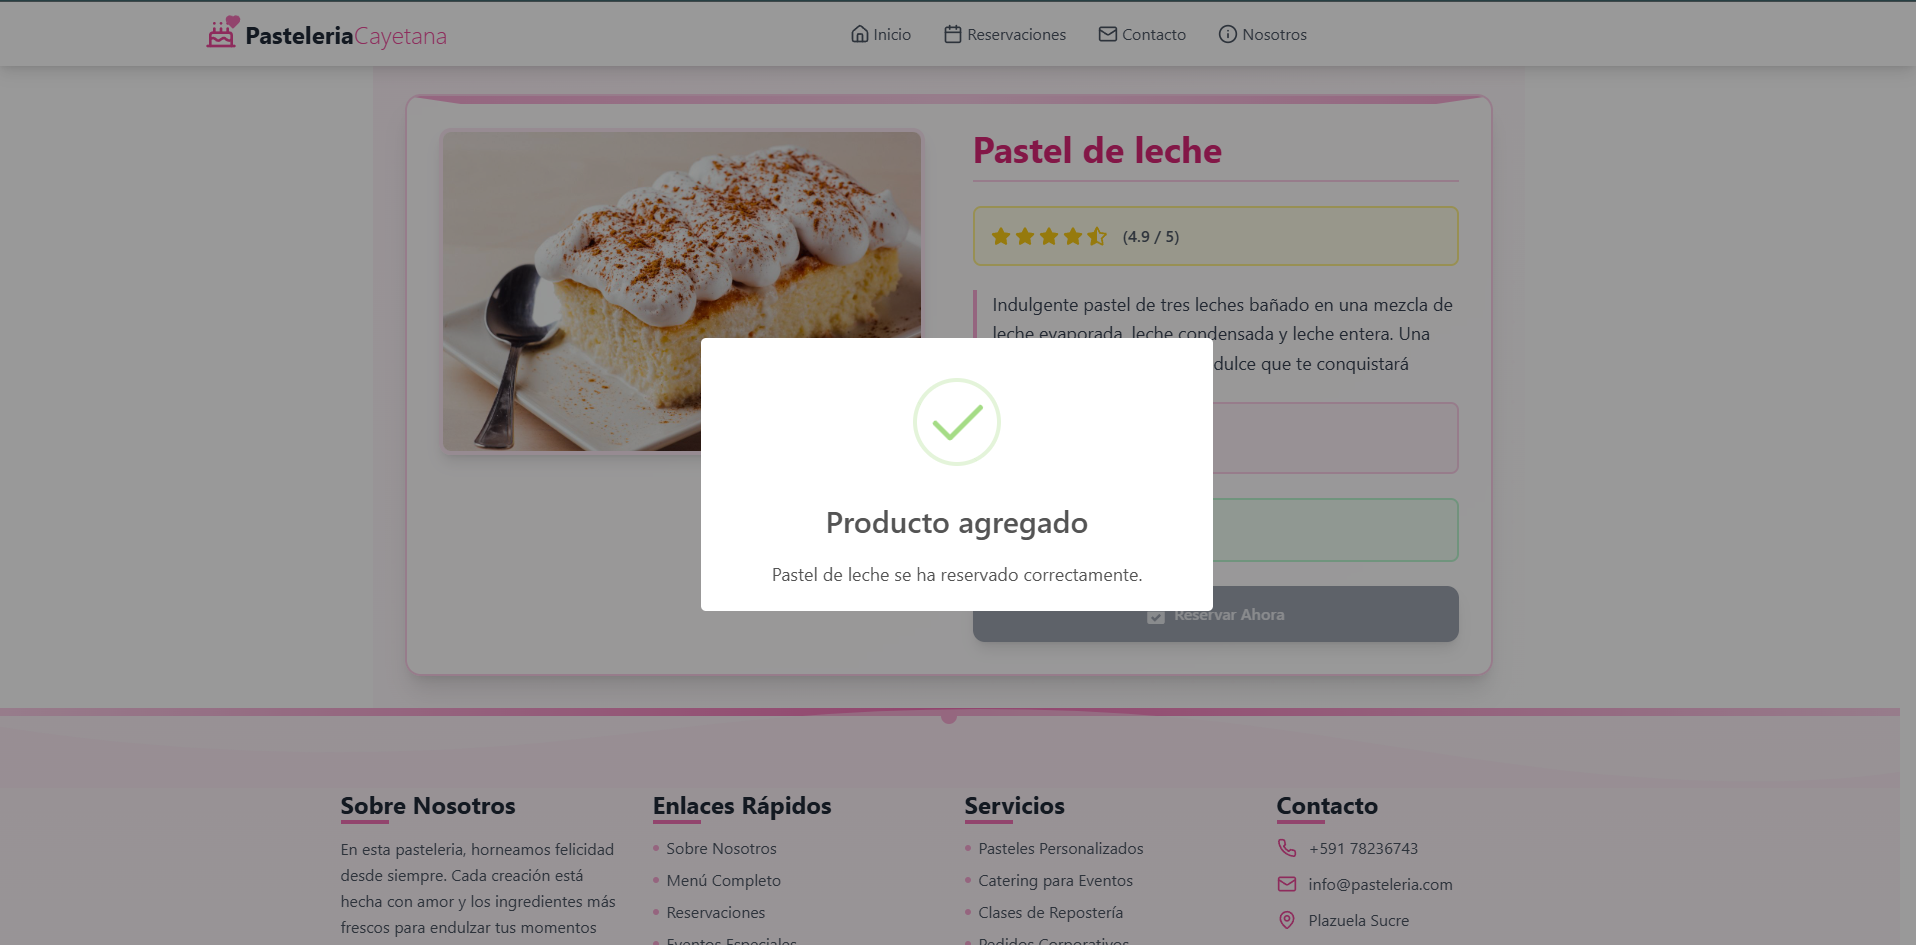 PasteleriaCayetana
Inicio
Reservaciones
Contacto
Nosotros
Pastel de leche
(4.9 / 5)
Indulgente pastel de tres leches bañado en una mezcla de
leche evaporada, leche condensada y leche entera. Una
dulce que te conquistará
Producto agregado
Pastel de leche se ha reservado correctamente.
Reservar Ahora
Sobre Nosotros
En esta pasteleria, horneamos felicidad
desde siempre. Cada creación está
hecha con amor y los ingredientes más
frescos para endulzar tus momentos
Enlaces Rápidos
Sobre Nosotros
Menú Completo
Reservaciones
Eventos Especiales
Servicios
Pasteles Personalizados
Catering para Eventos
Clases de Repostería
Pedidos Corporativos
Contacto
+591 78236743
info@pasteleria.com
Plazuela Sucre